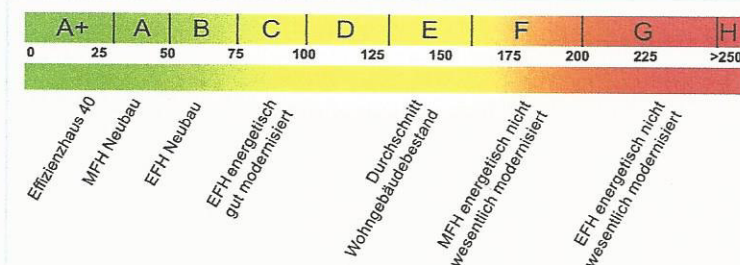 A+ A B C D E F G H
0 25 50 75 100 125 150 175 200 225 >250
Effizienzhaus 40
MFH Neubau
EFH Neubau
EFH energetisch
gut modernisiert
Durchschnitt
Wohngebäudebestand
MFH energetisch nicht
wesentlich modernisiert
EFH energetisch nicht
wesentlich modernisiert